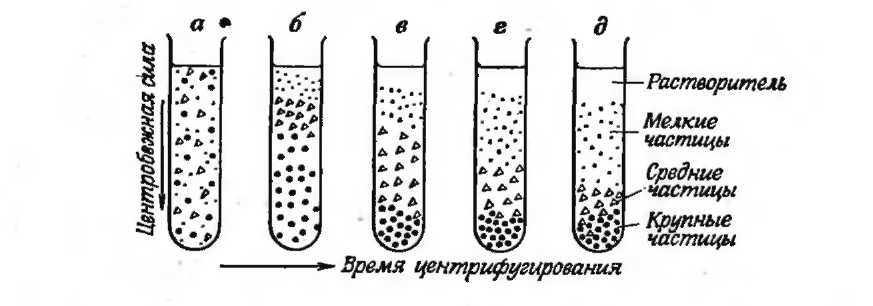 а б в г д
Центробежная сила
Растворитель
Мелкие
частицы
Средние
частицы
Крупные
частицы
Время центрифугирования